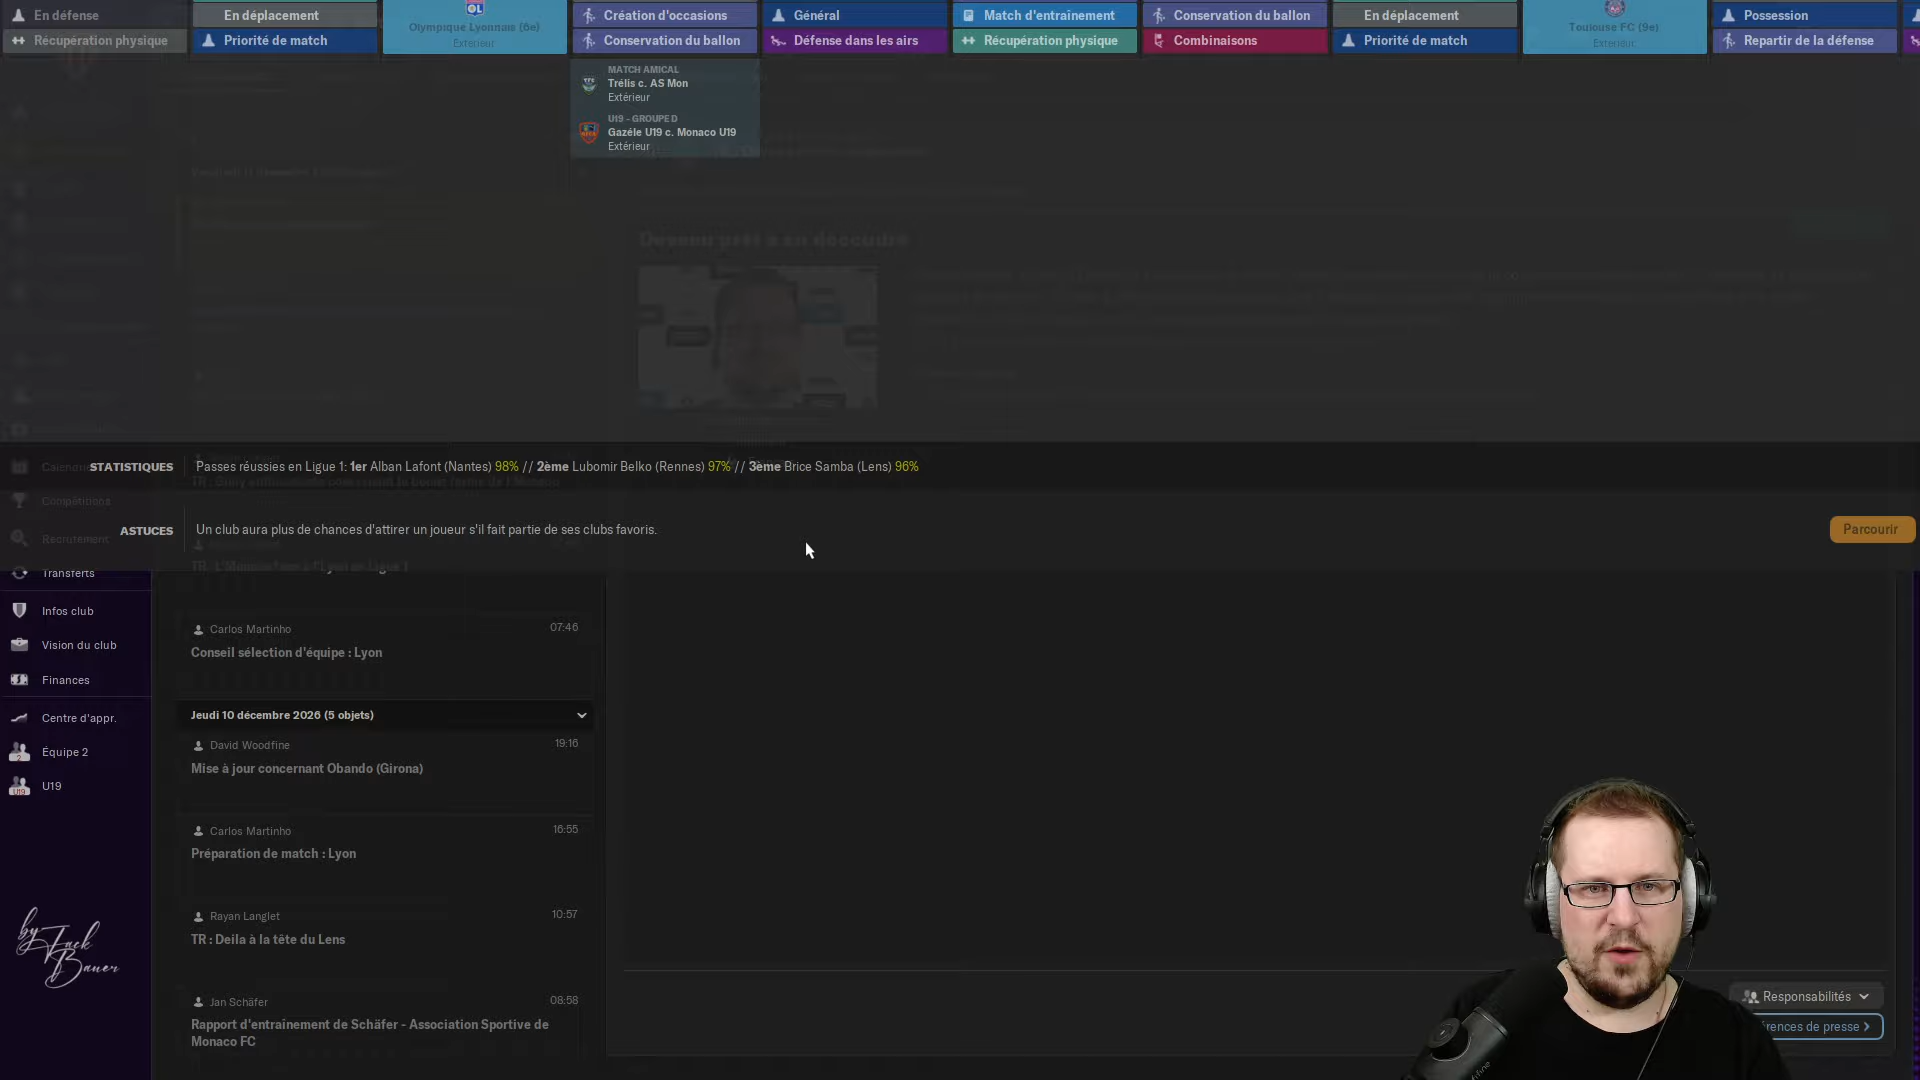 En défense
En déplacement
Création d'occasions
Général
Match d'entrainement
Conservation du ballon
En déplacement
Possession
Récupération physique
Priorité de match
Olympique Lyonnais (6e)
Extérieur
Conservation du ballon
Défense dans les airs
Récupération physique
Combinaisons
Priorité de match
Toulouse FC (9e)
Extérieur
Repartir de la défense
MATCH AMICAL
Trélis c. AS Mon
Extérieur
U19 - GROUPE D
Gazéle U19 c. Monaco U19
Extérieur
STATISTIQUES
Passes réussies en Ligue 1: 1er Alban Lafont (Nantes) 98% // 2ème Lubomir Belko (Rennes) 97% // 3ème Brice Samba (Lens) 96%
Compétitions
ASTUCES
Un club aura plus de chances d'attirer un joueur s'il fait partie de ses clubs favoris.
Parcourir
Recrutement
Transferts
Infos club
Vision du club
Finances
Centre d'appr.
Équipe 2
U19
Carlos Martinho
07:46
Conseil sélection d'équipe : Lyon
Jeudi 10 décembre 2026 (5 objets)
David Woodfine
19:16
Mise à jour concernant Obando (Girona)
Carlos Martinho
16:55
Préparation de match : Lyon
Rayan Langlet
10:57
TR : Deila à la tête du Lens
Jan Schäfer
08:58
Rapport d'entraînement de Schäfer - Association Sportive de
Monaco FC
by Jack
Bauer
Responsabilités
rences de presse